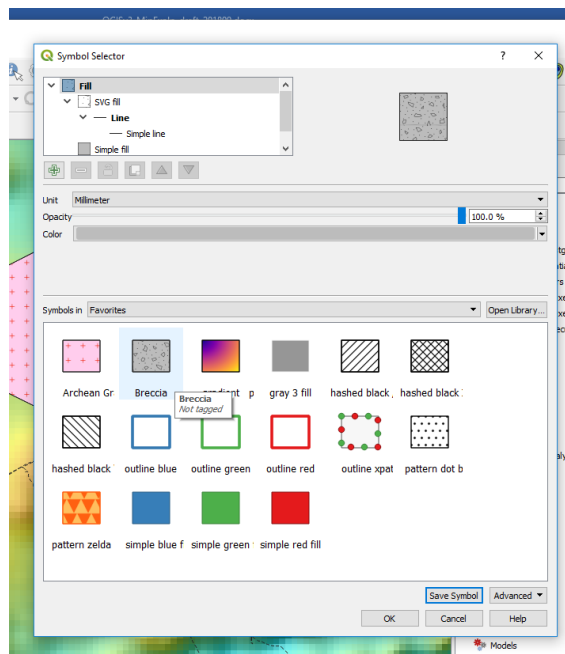 Symbol Selector
?
Fill
SVG fill
Line
Simple line
Simple fill
Unit Millimeter
Opacity 100.0 %
Color
Symbols in Favorites Open Library...
Archean Gr Breccia gradient p gray 3 fill hashed black hashed black
Breccia
Not tagged
hashed black outline blue outline green outline red outline xpat pattern dot b
pattern zelda simple blue f simple green simple red fill
Save Symbol Advanced
OK Cancel Help
Models